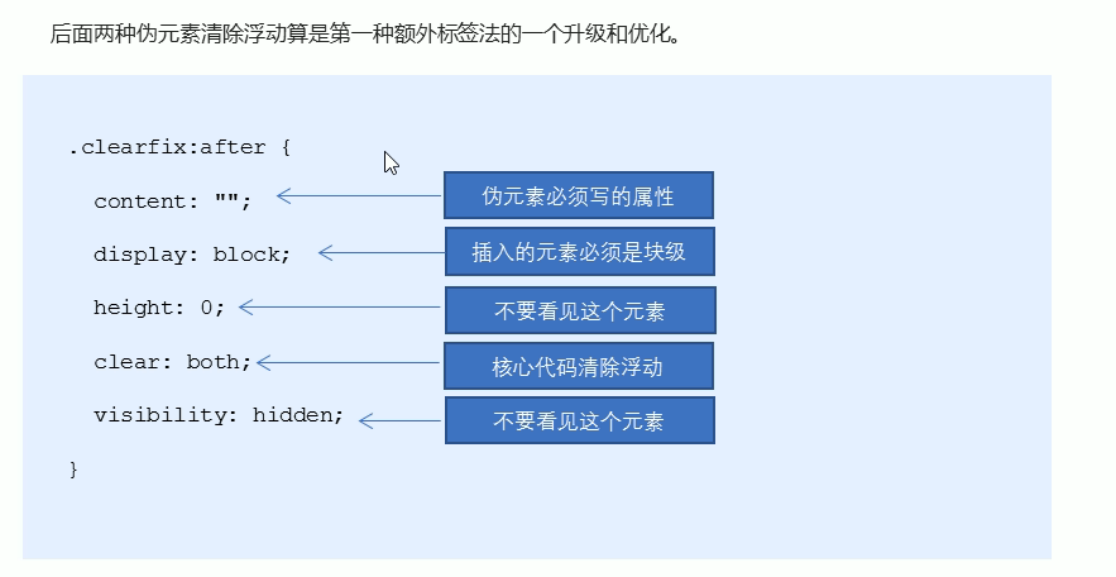 后面两种伪元素清除浮动算是第一种额外标签法的一个升级和优化。
.clearfix:after {
content: "";
伪元素必须写的属性
display: block;
插入的元素必须是块级
height: 0;
不要看见这个元素
clear: both;
核心代码清除浮动
visibility: hidden;
不要看见这个元素
}